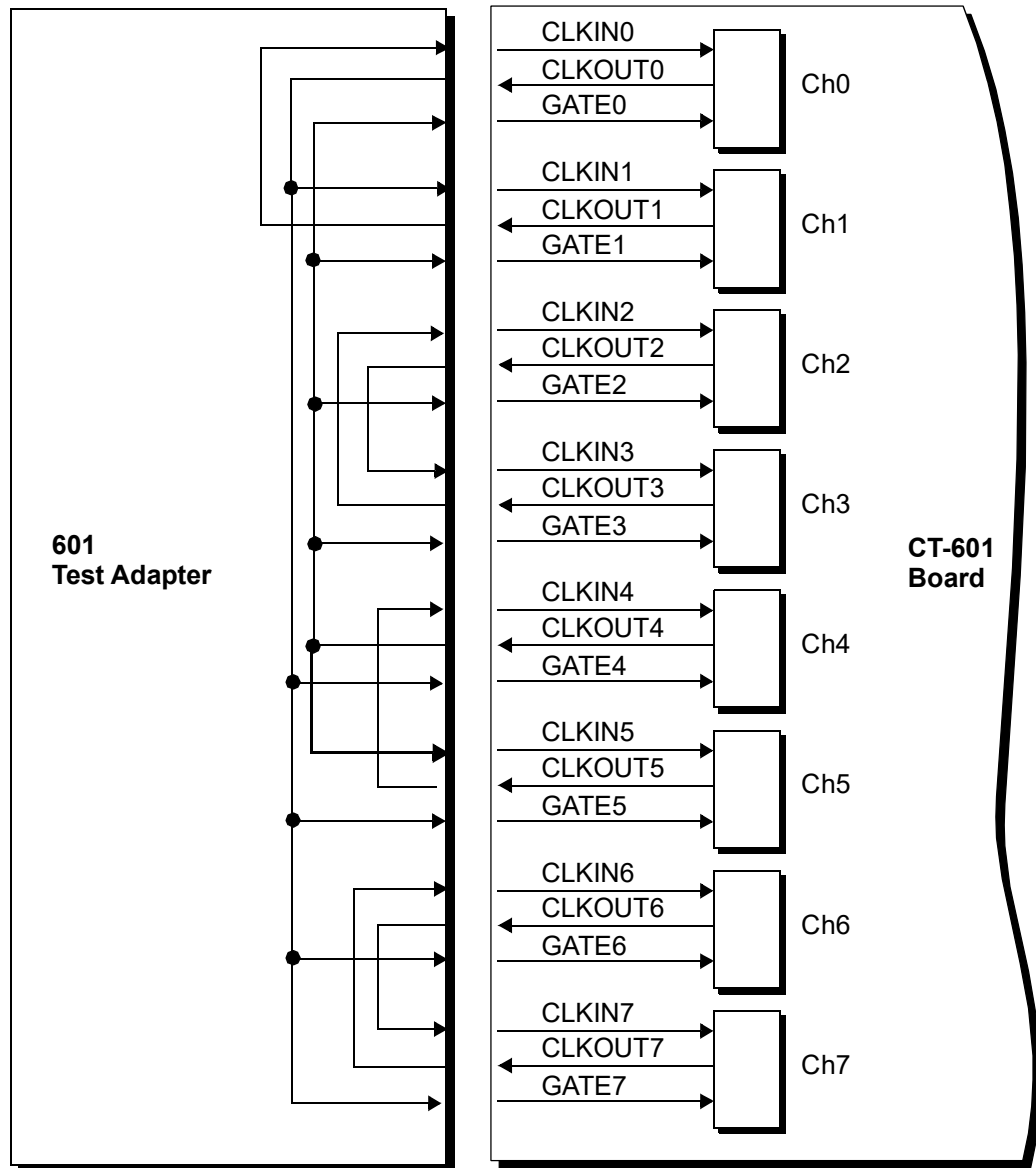 CLKIN0
CLKOUT0
GATE0
Ch0
CLKIN1
CLKOUT1
GATE1
Ch1
CLKIN2
CLKOUT2
GATE2
Ch2
CLKIN3
CLKOUT3
GATE3
Ch3
601
Test Adapter
CT-601
Board
CLKIN4
CLKOUT4
GATE4
Ch4
CLKIN5
CLKOUT5
GATE5
Ch5
CLKIN6
CLKOUT6
GATE6
Ch6
CLKIN7
CLKOUT7
GATE7
Ch7